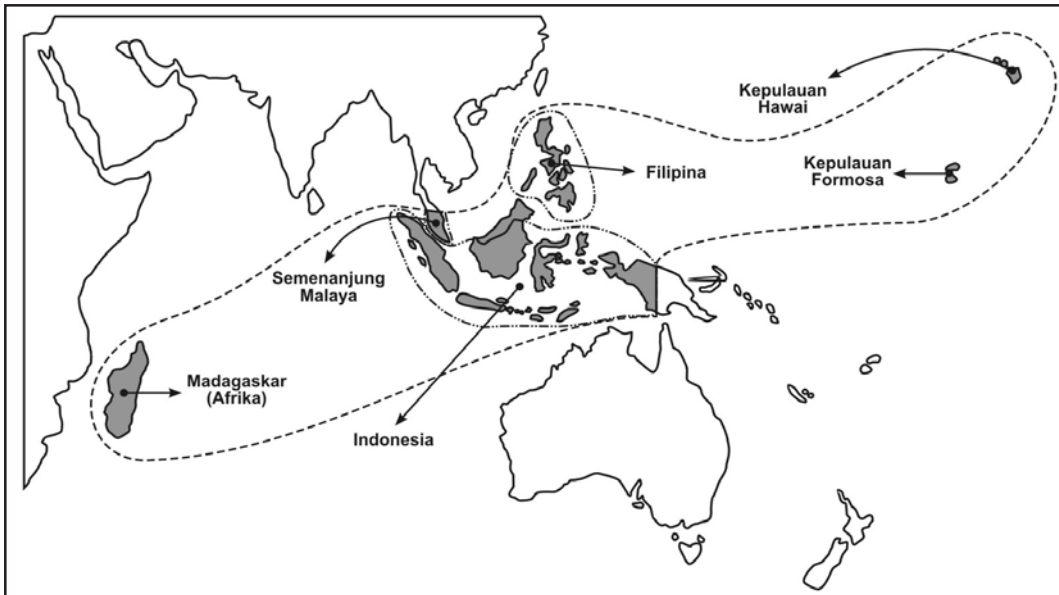 Kepulauan
Hawai
Filipina
Kepulauan
Formosa
Semenanjung
Malaya
Madagaskar
(Afrika)
Indonesia